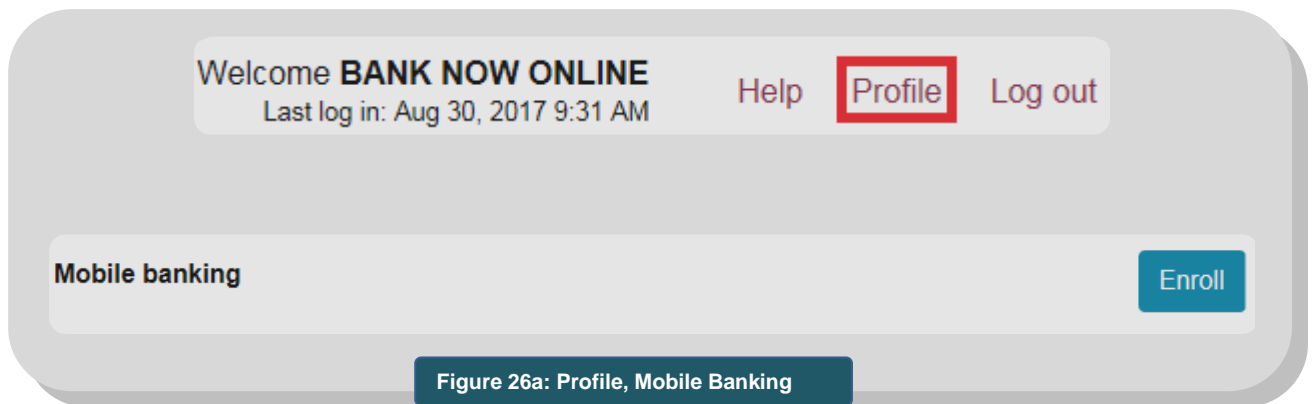 Welcome BANK NOW ONLINE
Last log in: Aug 30, 2017 9:31 AM
Help Profile Log out
Mobile banking
Enroll
Figure 26a: Profile, Mobile Banking